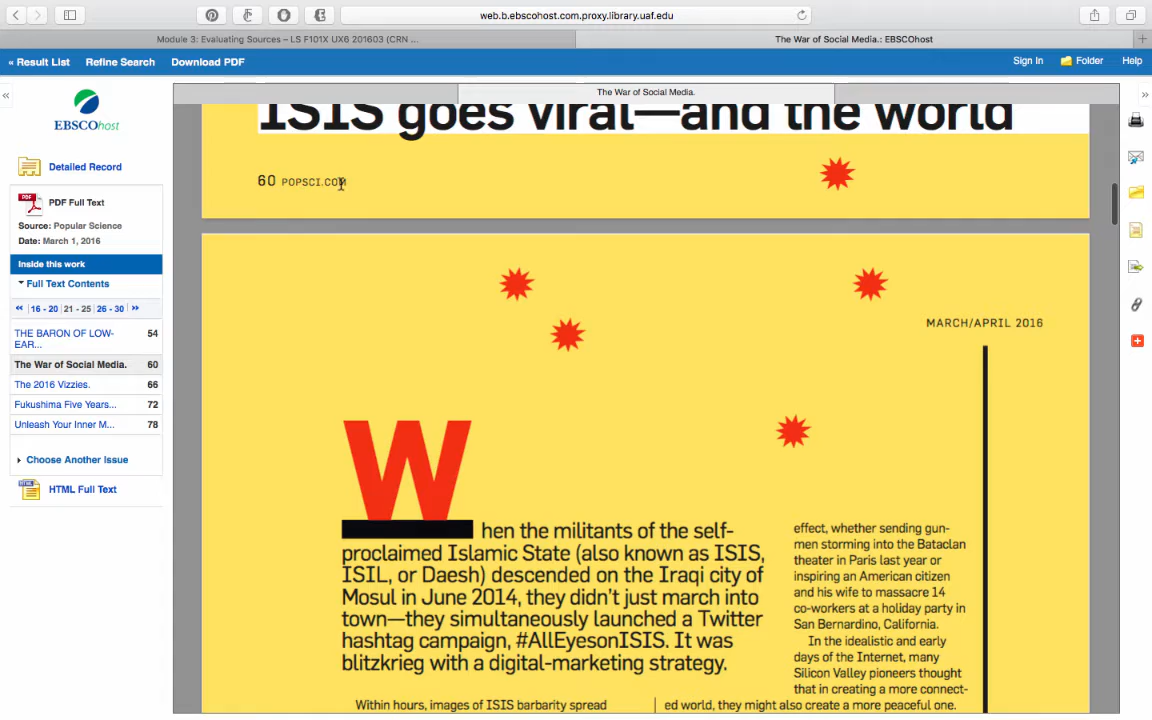 web.b.ebscohost.com.proxy.library.uaf.edu
Module 3: Evaluating Sources – LS F101X UX6 201603 (CRN ...
The War of Social Media.: EBSCOhost
« Result List
Refine Search
Download PDF
Sign In
Folder
Help
EBSCOhost
Detailed Record
PDF
PDF Full Text
Source: Popular Science
Date: March 1, 2016
Inside this work
Full Text Contents
16 - 20 | 21 - 25 | 26 - 30
THE BARON OF LOW-
EAR... 54
The War of Social Media. 60
The 2016 Vizzies. 66
Fukushima Five Years... 72
Unleash Your Inner M... 78
Choose Another Issue
HTML Full Text
The War of Social Media.
ISIS goes viral—and the world
60 POPSCI.COM
MARCH/APRIL 2016
When the militants of the self-
proclaimed Islamic State (also known as ISIS,
ISIL, or Daesh) descended on the Iraqi city of
Mosul in June 2014, they didn't just march into
town—they simultaneously launched a Twitter
hashtag campaign, #AllEyesonISIS. It was
blitzkrieg with a digital-marketing strategy.
Within hours, images of ISIS barbarity spread
effect, whether sending gun-
men storming into the Bataclan
theater in Paris last year or
inspiring an American citizen
and his wife to massacre 14
co-workers at a holiday party in
San Bernardino, California.
In the idealistic and early
days of the Internet, many
Silicon Valley pioneers thought
that in creating a more connect-
ed world, they might also create a more peaceful one.